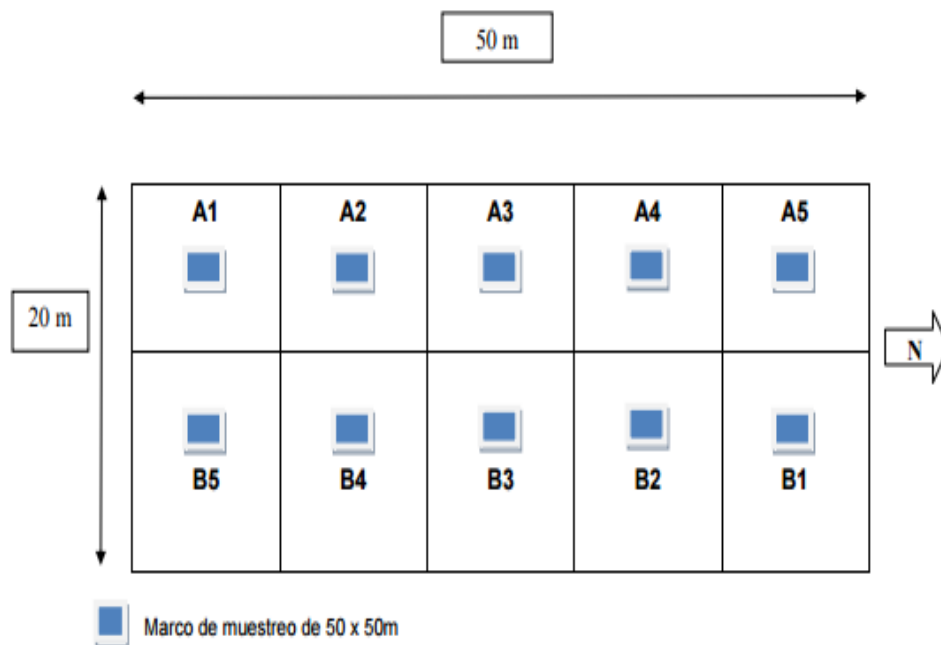 50 m
A1 A2 A3 A4 A5
20 m
N
B5 B4 B3 B2 B1
Marco de muestreo de 50 x 50m